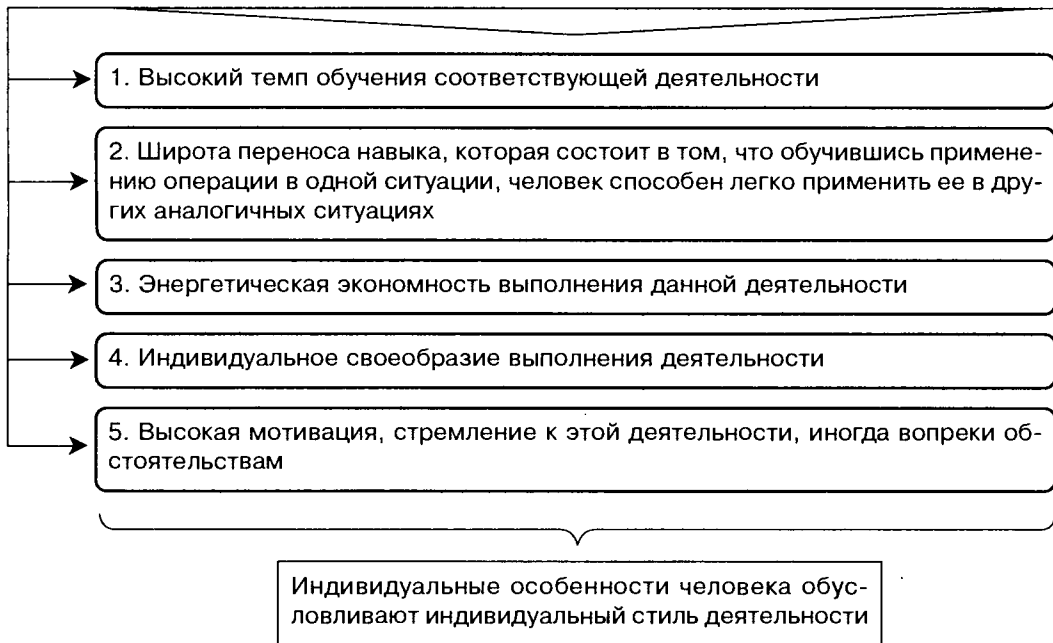 1. Высокий темп обучения соответствующей деятельности
2. Широта переноса навыка, которая состоит в том, что обучившись примене-
нию операции в одной ситуации, человек способен легко применить ее в дру-
гих аналогичных ситуациях
3. Энергетическая экономность выполнения данной деятельности
4. Индивидуальное своеобразие выполнения деятельности
5. Высокая мотивация, стремление к этой деятельности, иногда вопреки об-
стоятельствам
Индивидуальные особенности человека обус-
ловливают индивидуальный стиль деятельности